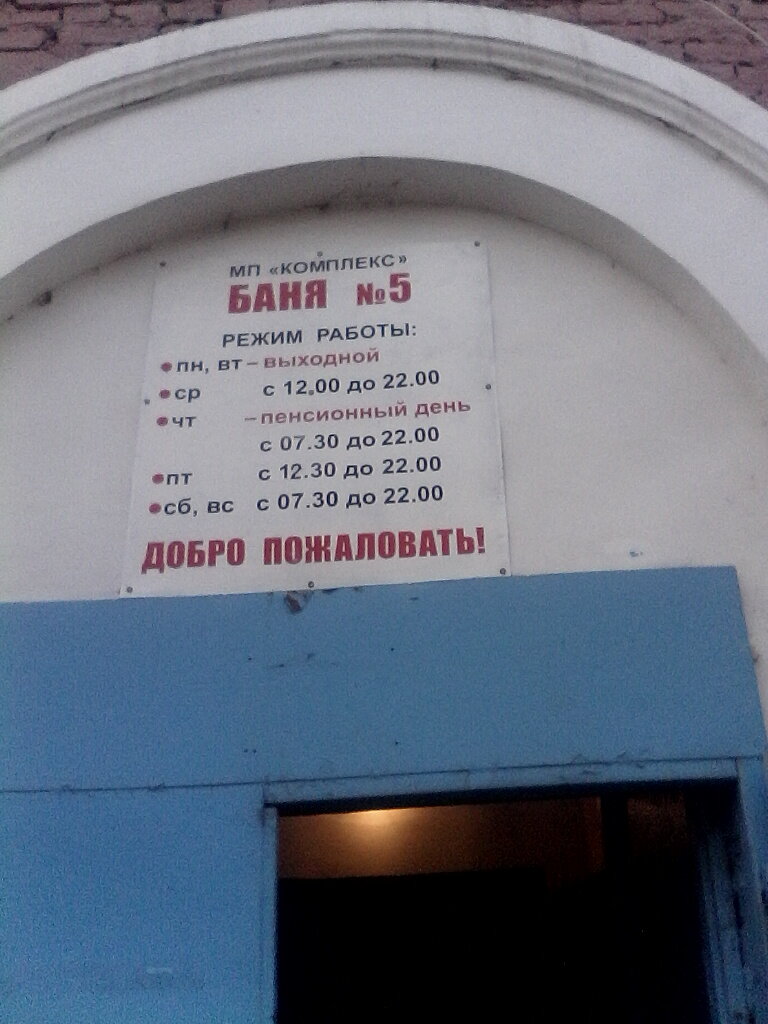 МП «КОМПЛЕКС»
БАНЯ №5
РЕЖИМ РАБОТЫ:
• пн, вт – выходной
• ср с 12.00 до 22.00
• чт – пенсионный день
с 07.30 до 22.00
• пт с 12.30 до 22.00
• сб, вс с 07.30 до 22.00
ДОБРО ПОЖАЛОВАТЬ!